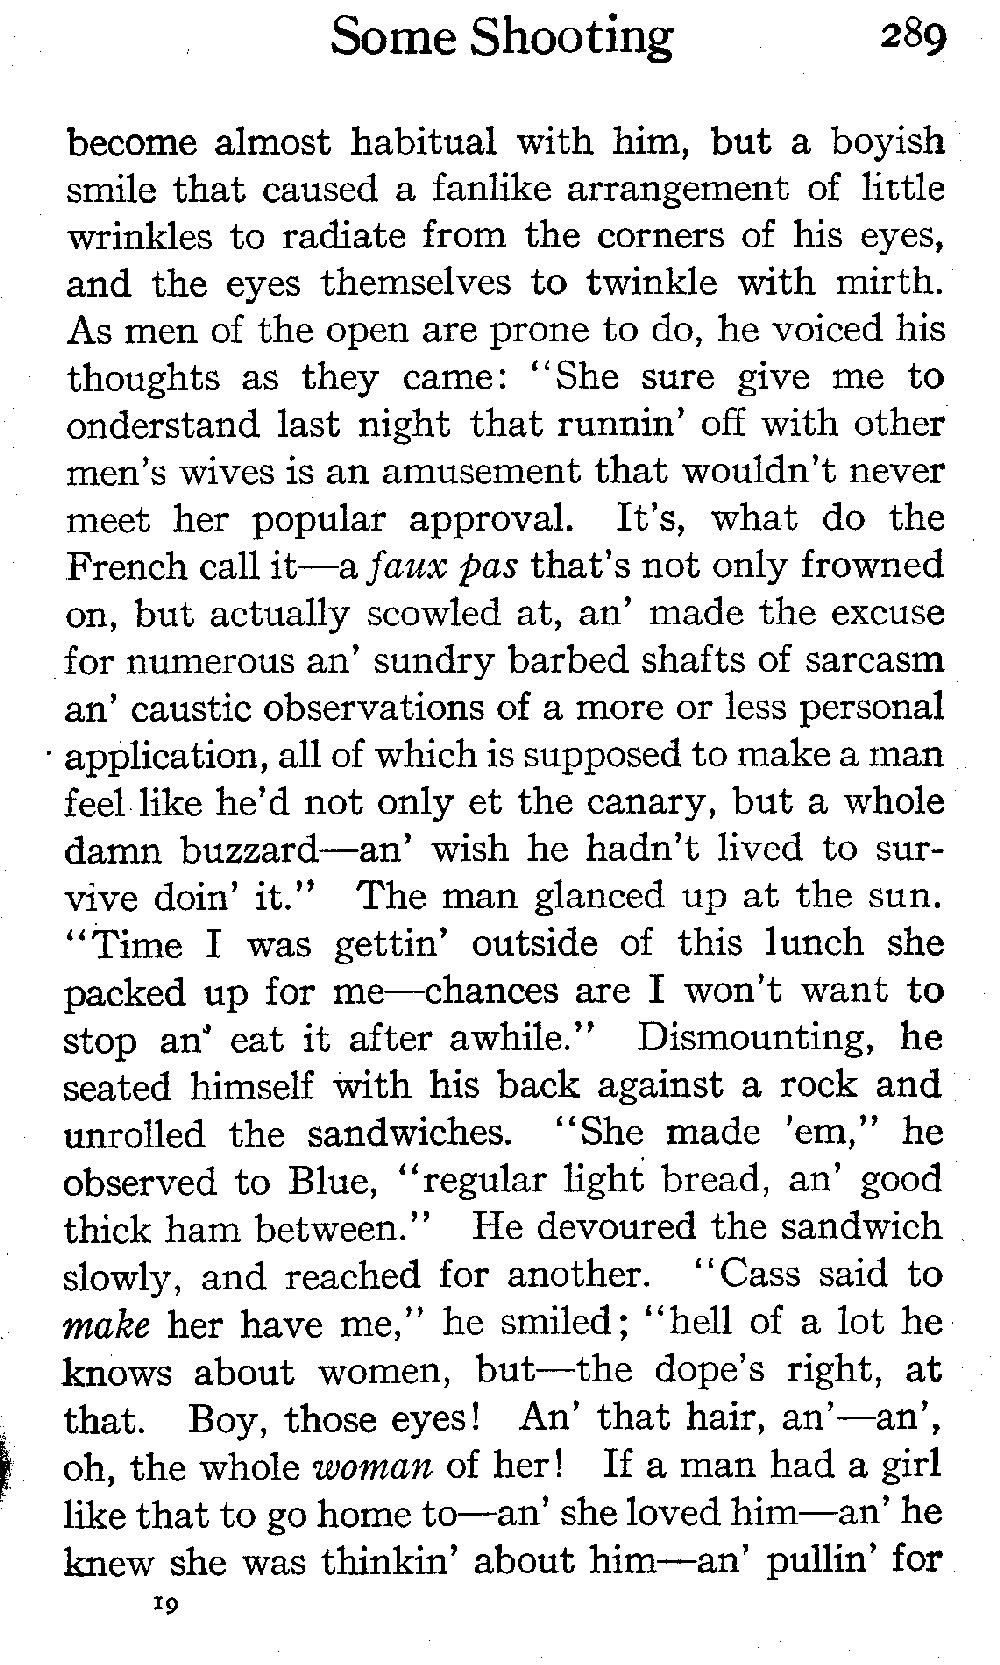 Some Shooting 289
become almost habitual with him, but a boyish
smile that caused a fanlike arrangement of little
wrinkles to radiate from the corners of his eyes,
and the eyes themselves to twinkle with mirth.
As men of the open are prone to do, he voiced his
thoughts as they came: "She sure give me to
onderstand last night that runnin' off with other
men's wives is an amusement that wouldn't never
meet her popular approval. It's, what do the
French call it—a faux pas that's not only frowned
on, but actually scowled at, an' made the excuse
for numerous an' sundry barbed shafts of sarcasm
an' caustic observations of a more or less personal
application, all of which is supposed to make a man
feel like he'd not only et the canary, but a whole
damn buzzard—an' wish he hadn't lived to sur-
vive doin' it." The man glanced up at the sun.
"Time I was gettin' outside of this lunch she
packed up for me—chances are I won't want to
stop an' eat it after awhile." Dismounting, he
seated himself with his back against a rock and
unrolled the sandwiches. "She made 'em," he
observed to Blue, "regular light bread, an' good
thick ham between." He devoured the sandwich
slowly, and reached for another. "Cass said to
make her have me," he smiled; "hell of a lot he
knows about women, but—the dope's right, at
that. Boy, those eyes! An' that hair, an'—an',
oh, the whole woman of her! If a man had a girl
like that to go home to—an' she loved him—an' he
knew she was thinkin' about him—an' pullin' for
19